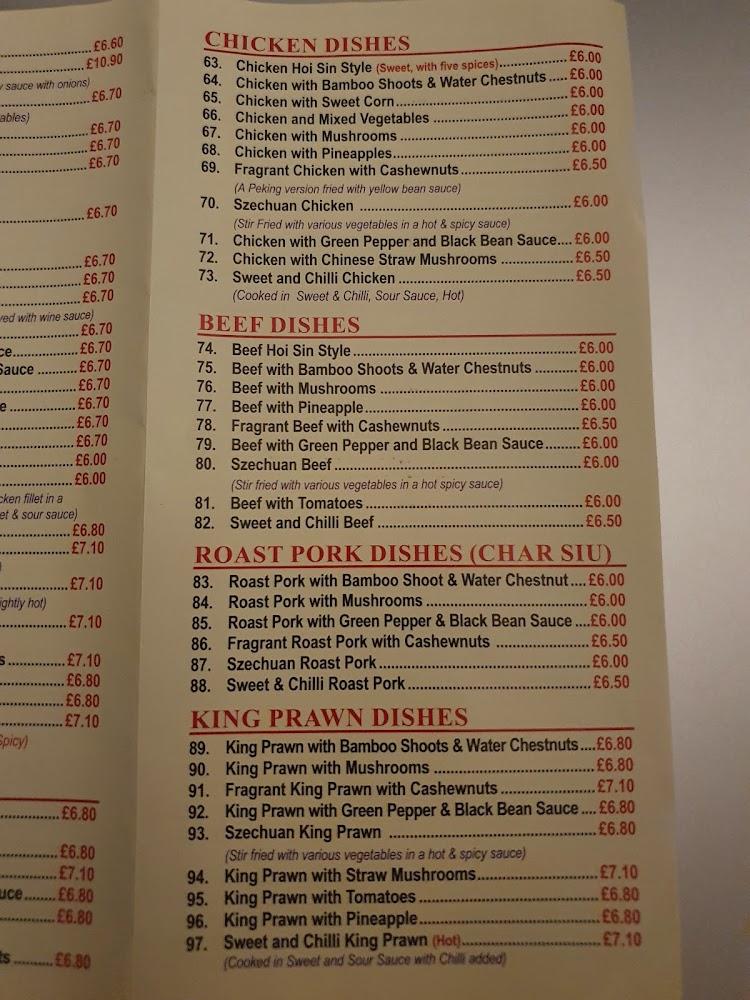 £6.60
£10.90
sauce with onions)
£6.70
ables)
£6.70
£6.70
£6.70
£6.70
£6.70
£6.70
£6.70
ved with wine sauce)
£6.70
ce..............£6.70
Sauce ..........£6.70
£6.70
e ..................£6.70
£6.70
£6.70
£6.00
£6.00
cken fillet in a
et & sour sauce)
£6.80
£7.10
)
£7.10
ightly hot)
£7.10
s ..............£7.10
£6.80
£6.80
£7.10
Spicy)
£6.80
£6.80
£7.10
uce........£6.80
£6.80
ts ..........£6.80
CHICKEN DISHES
63. Chicken Hoi Sin Style (Sweet, with five spices)................£6.00
64. Chicken with Bamboo Shoots & Water Chestnuts .....£6.00
65. Chicken with Sweet Corn..........................................£6.00
66. Chicken and Mixed Vegetables ..................................£6.00
67. Chicken with Mushrooms ..........................................£6.00
68. Chicken with Pineapples...........................................£6.00
69. Fragrant Chicken with Cashewnuts...........................£6.50
(A Peking version fried with yellow bean sauce)
70. Szechuan Chicken ...................................................£6.00
(Stir Fried with various vegetables in a hot & spicy sauce)
71. Chicken with Green Pepper and Black Bean Sauce....£6.00
72. Chicken with Chinese Straw Mushrooms ..................£6.50
73. Sweet and Chilli Chicken ..........................................£6.50
(Cooked in Sweet & Chilli, Sour Sauce, Hot)
BEEF DISHES
74. Beef Hoi Sin Style......................................................£6.00
75. Beef with Bamboo Shoots & Water Chestnuts ...........£6.00
76. Beef with Mushrooms ................................................£6.00
77. Beef with Pineapple...................................................£6.00
78. Fragrant Beef with Cashewnuts .................................£6.50
79. Beef with Green Pepper and Black Bean Sauce.........£6.00
80. Szechuan Beef..........................................................£6.00
(Stir fried with various vegetables in a hot spicy sauce)
81. Beef with Tomatoes ...................................................£6.00
82. Sweet and Chilli Beef ................................................£6.50
ROAST PORK DISHES (CHAR SIU)
83. Roast Pork with Bamboo Shoot & Water Chestnut....£6.00
84. Roast Pork with Mushrooms .....................................£6.00
85. Roast Pork with Green Pepper & Black Bean Sauce ....£6.00
86. Fragrant Roast Pork with Cashewnuts .....................£6.50
87. Szechuan Roast Pork................................................£6.00
88. Sweet & Chilli Roast Pork..........................................£6.50
KING PRAWN DISHES
89. King Prawn with Bamboo Shoots & Water Chestnuts....£6.80
90. King Prawn with Mushrooms ....................................£6.80
91. Fragrant King Prawn with Cashewnuts .....................£7.10
92. King Prawn with Green Pepper & Black Bean Sauce ....£6.80
93. Szechuan King Prawn ..............................................£6.80
(Stir fried with various vegetables in a hot & spicy sauce)
94. King Prawn with Straw Mushrooms...........................£7.10
95. King Prawn with Tomatoes ........................................£6.80
96. King Prawn with Pineapple........................................£6.80
97. Sweet and Chilli King Prawn (Hot)..............................£7.10
(Cooked in Sweet and Sour Sauce with Chilli added)